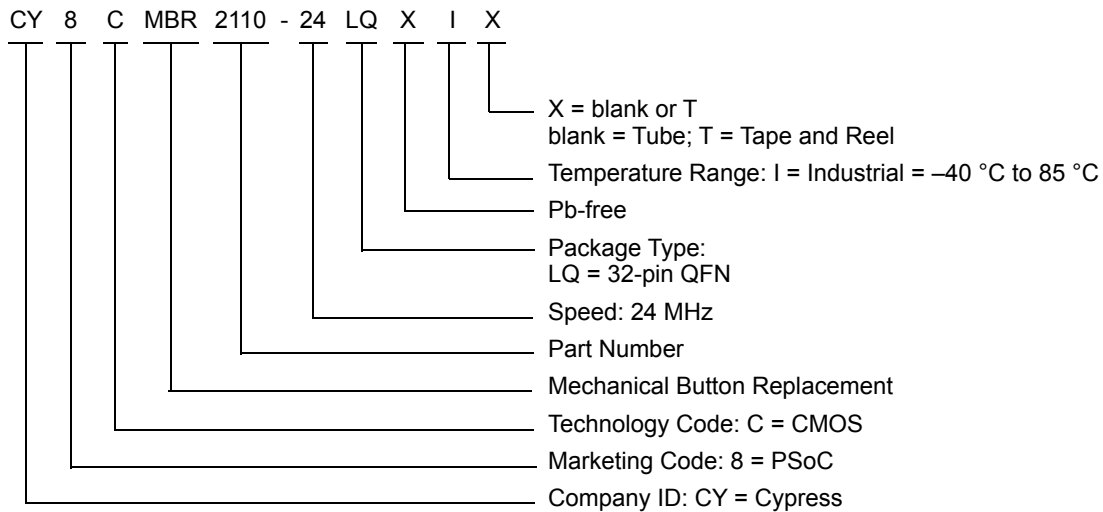 CY 8 C MBR 2110 - 24 LQ X I X
X = blank or T
blank = Tube; T = Tape and Reel
Temperature Range: I = Industrial = –40 °C to 85 °C
Pb-free
Package Type:
LQ = 32-pin QFN
Speed: 24 MHz
Part Number
Mechanical Button Replacement
Technology Code: C = CMOS
Marketing Code: 8 = PSoC
Company ID: CY = Cypress